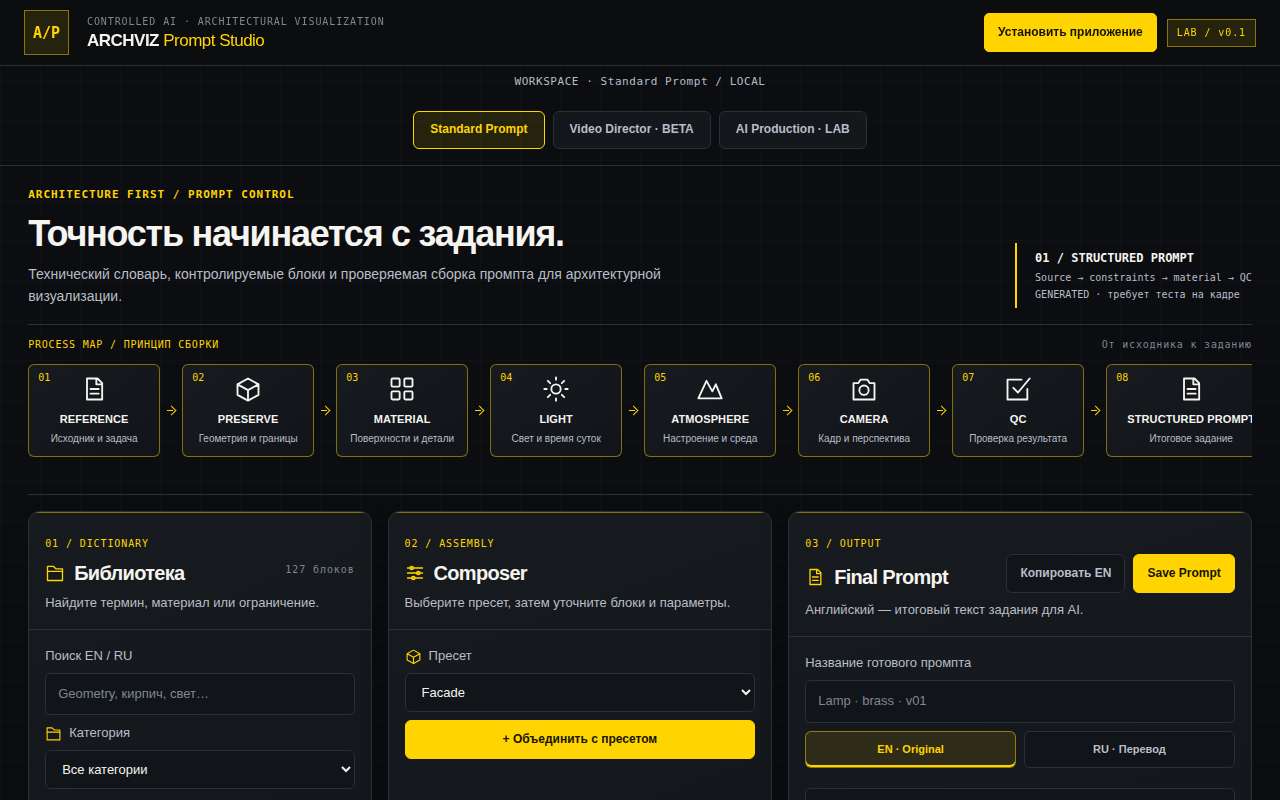 A/P
CONTROLLED AI · ARCHITECTURAL VISUALIZATION
ARCHVIZ Prompt Studio
Установить приложение
LAB / v0.1
WORKSPACE · Standard Prompt / LOCAL
Standard Prompt
Video Director · BETA
AI Production · LAB
ARCHITECTURE FIRST / PROMPT CONTROL
Точность начинается с задания.
Технический словарь, контролируемые блоки и проверяемая сборка промпта для архитектурной
визуализации.
01 / STRUCTURED PROMPT
Source → constraints → material → QC
GENERATED · требует теста на кадре
PROCESS MAP / ПРИНЦИП СБОРКИ
От исходника к заданию
01
REFERENCE
Исходник и задача
02
PRESERVE
Геометрия и границы
03
MATERIAL
Поверхности и детали
04
LIGHT
Свет и время суток
05
ATMOSPHERE
Настроение и среда
06
CAMERA
Кадр и перспектива
07
QC
Проверка результата
08
STRUCTURED PROMPT
Итоговое задание
01 / DICTIONARY
Библиотека
127 блоков
Найдите термин, материал или ограничение.
Поиск EN / RU
Geometry, кирпич, свет…
Категория
Все категории
02 / ASSEMBLY
Composer
Выберите пресет, затем уточните блоки и параметры.
Пресет
Facade
+ Объединить с пресетом
03 / OUTPUT
Final Prompt
Копировать EN
Save Prompt
Английский — итоговый текст задания для AI.
Название готового промпта
Lamp · brass · v01
EN · Original
RU · Перевод